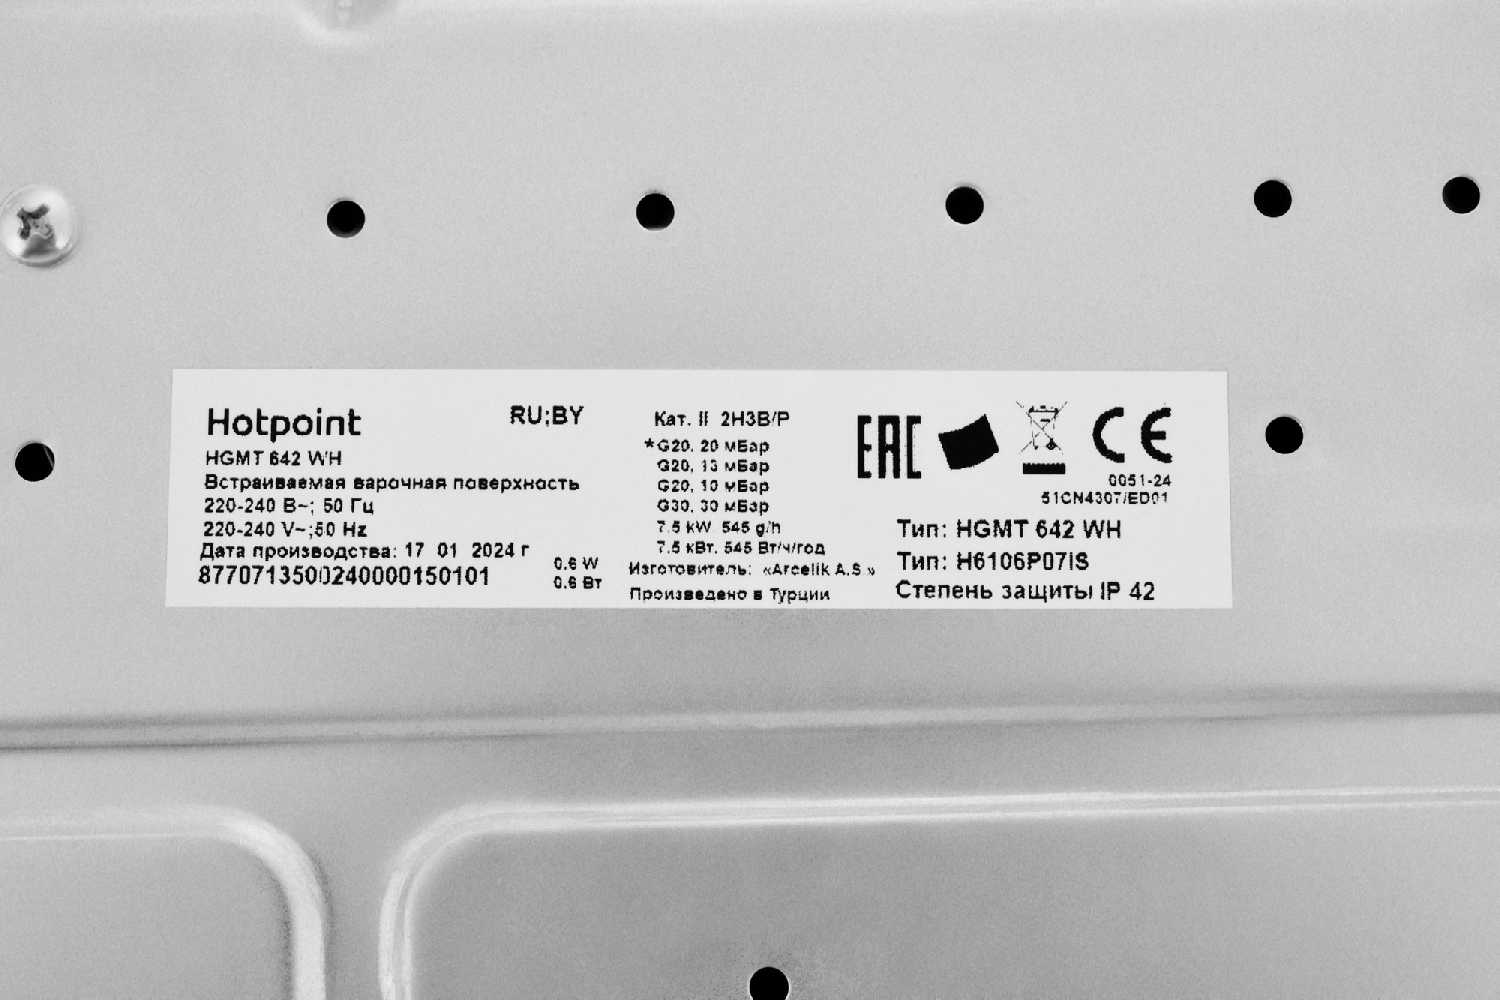 Hotpoint
RU;BY
HGMT 642 WH
Встраиваемая варочная поверхность
220-240 В~; 50 Гц
220-240 V~;50 Hz
Дата производства: 17 01 2024 г
8770713500240000150101
0.6 W
0.6 Вт
Кат. II 2H3B/P
*G20, 20 мБар
G20, 13 мБар
G20, 10 мБар
G30, 30 мБар
7.5 kW 545 g/h
7.5 кВт, 545 Вт/ч/год
Изготовитель: «Arcelik A.S.»
Произведено в Турции
EAC
CE
0051-24
51CN4307/ED01
Тип: HGMT 642 WH
Тип: H6106P07IS
Степень защиты IP 42